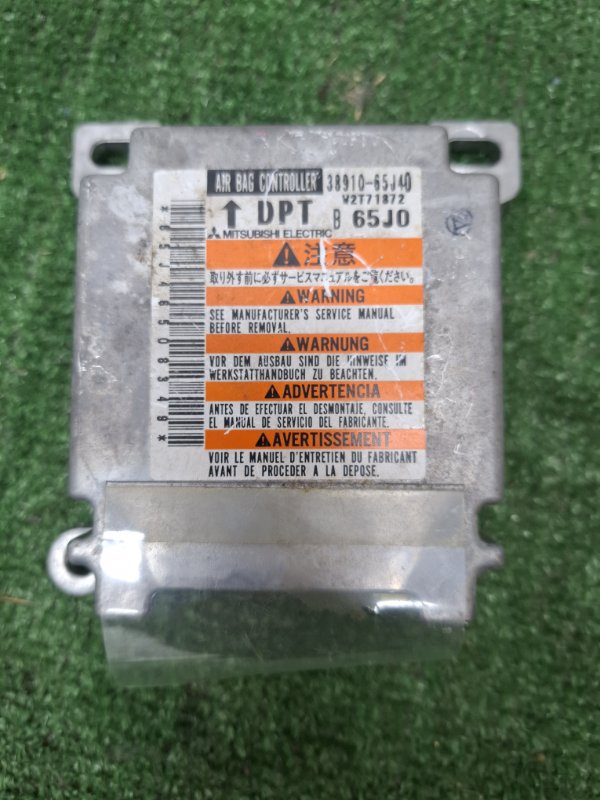 AIR BAG CONTROLLER 38910-65J40
W2T71872
↑ DPT B 65J0
MITSUBISHI ELECTRIC
⚠注意
取り外す前に必ずサービスマニュアルをご覧ください。
⚠WARNING
SEE MANUFACTURER'S SERVICE MANUAL
BEFORE REMOVAL.
⚠WARNUNG
VOR DEM AUSBAU SIND DIE HINWEISE IM
WERKSTATTHANDBUCH ZU BEACHTEN.
⚠ADVERTENCIA
ANTES DE EFECTUAR EL DESMONTAJE, CONSULTE
EL MANUAL DE SERVICIO DEL FABRICANTE.
⚠AVERTISSEMENT
VOIR LE MANUEL D'ENTRETIEN DU FABRICANT
AVANT DE PROCEDER A LA DEPOSE.